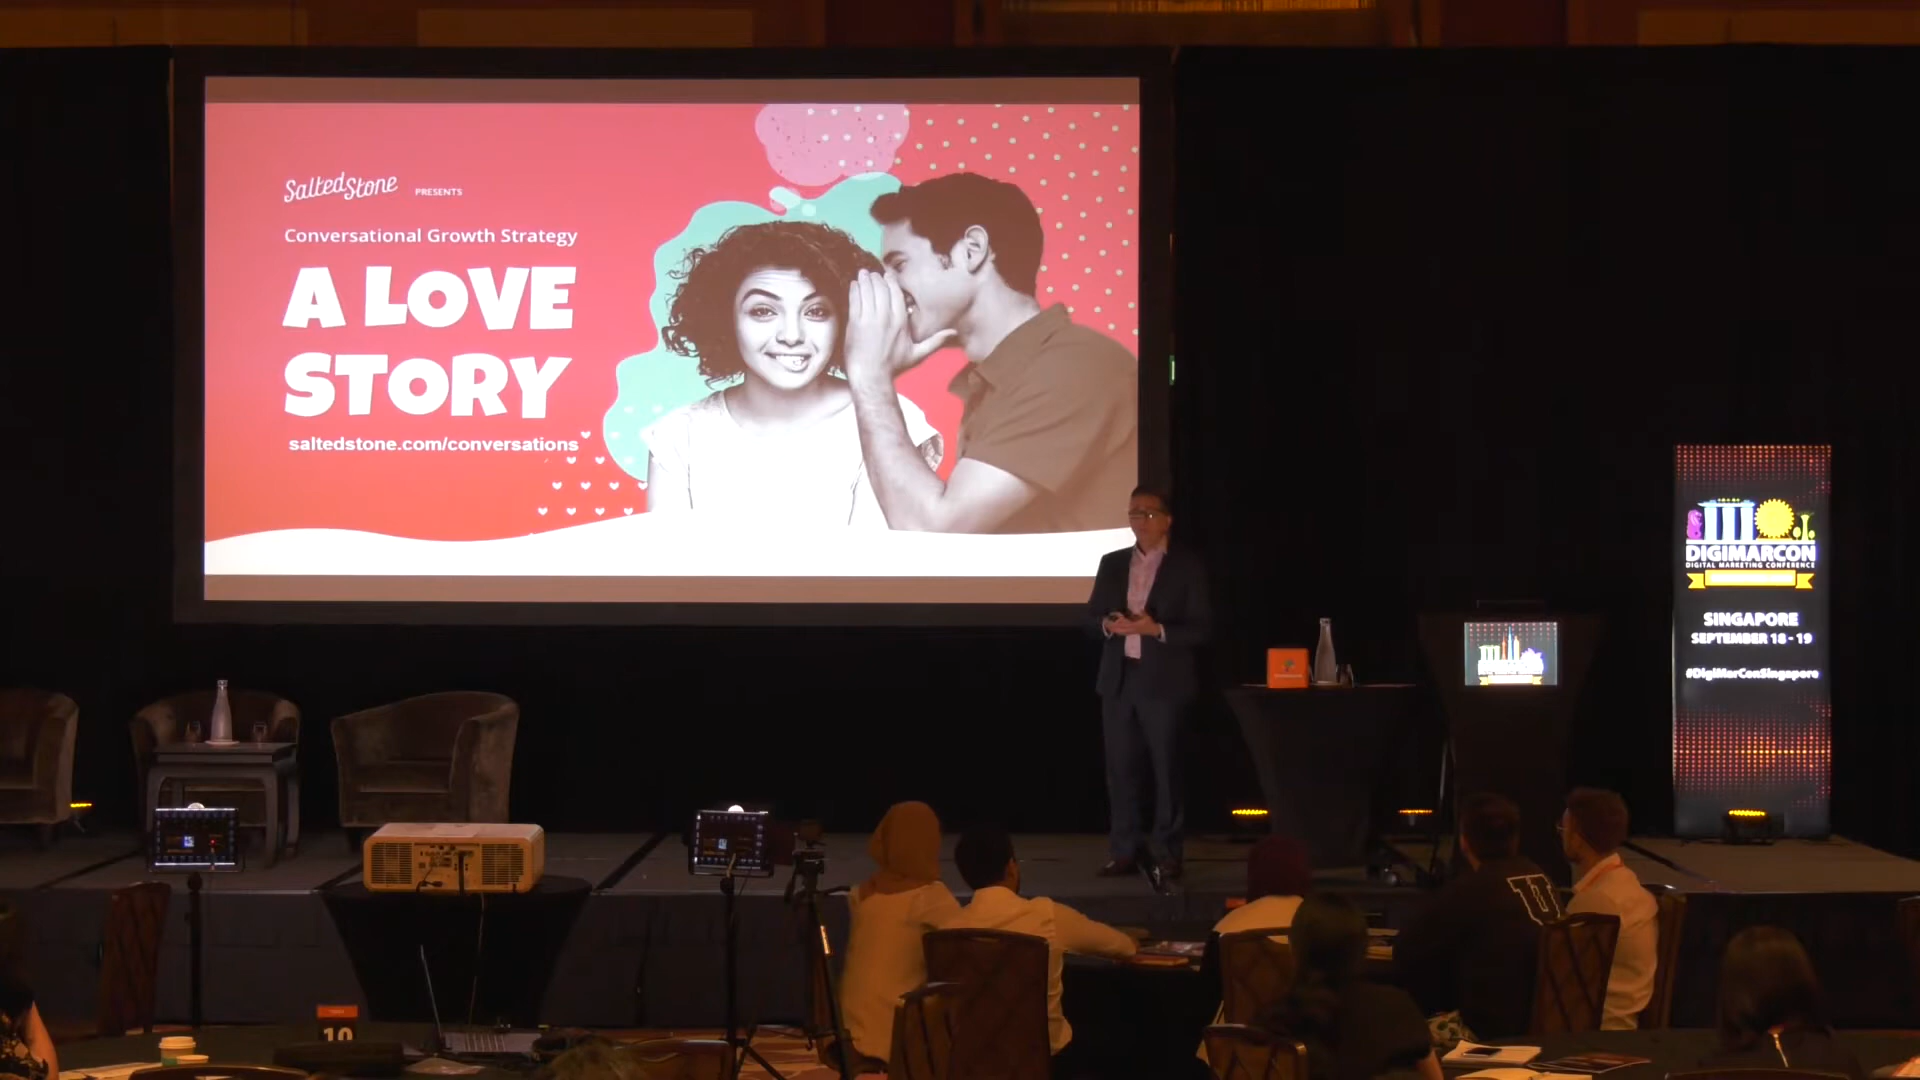 SaltedStone PRESENTS
Conversational Growth Strategy
A LOVE
STORY
saltedstone.com/conversations
DIGIMARCON
DIGITAL MARKETING CONFERENCE
SINGAPORE
SEPTEMBER 18 - 19
#DigiMarConSingapore
U
10